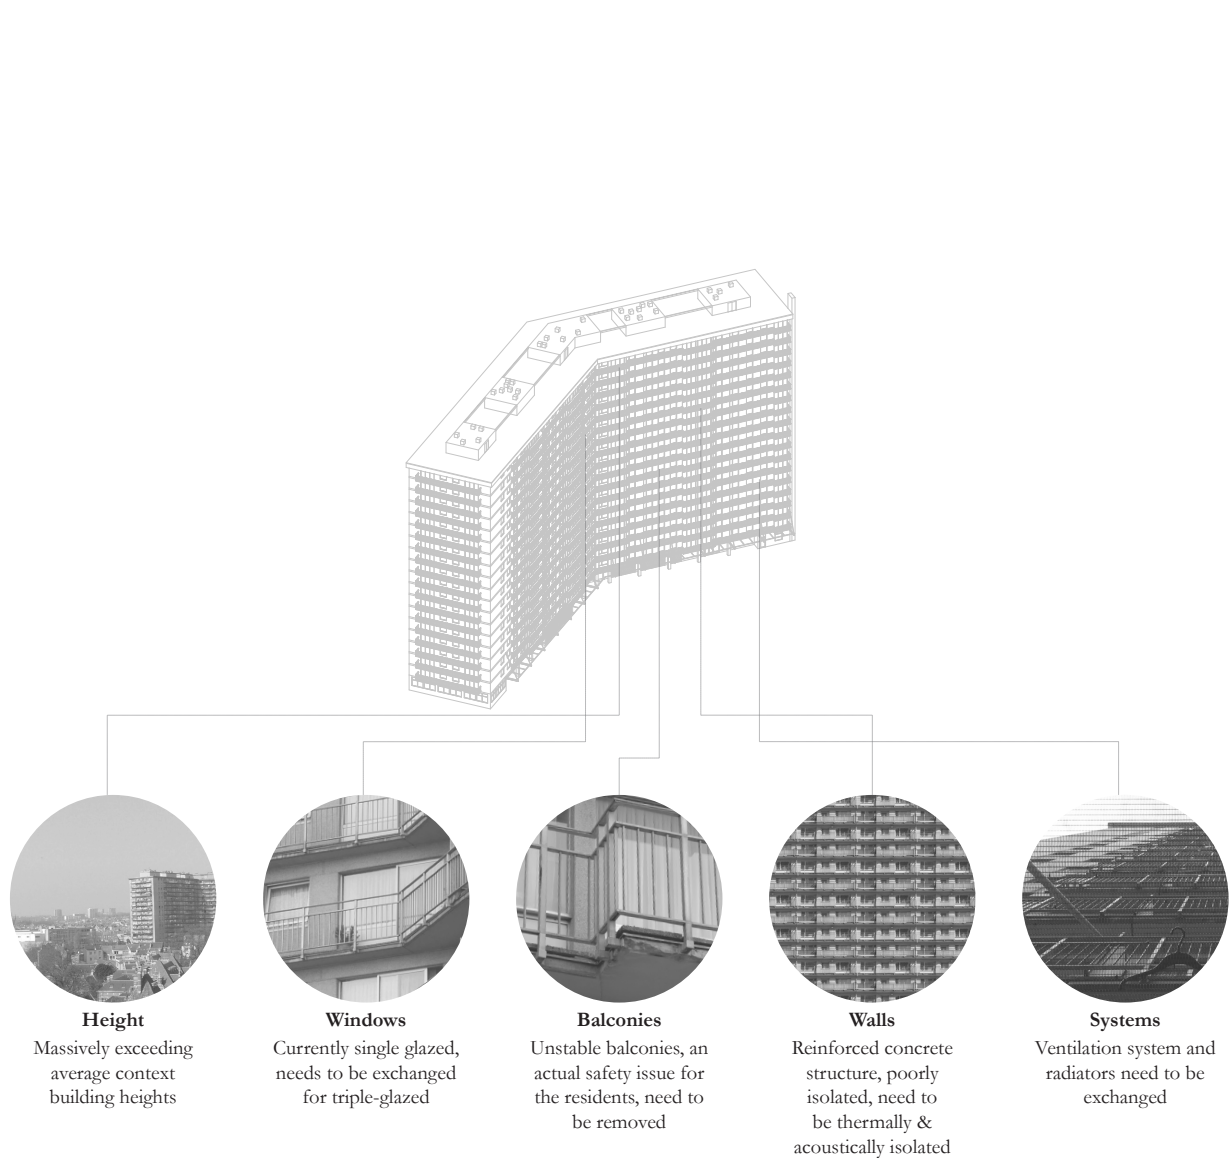 Height
Massively exceeding
average context
building heights
Windows
Currently single glazed,
needs to be exchanged
for triple-glazed
Balconies
Unstable balconies, an
actual safety issue for
the residents, need to
be removed
Walls
Reinforced concrete
structure, poorly
isolated, need to
be thermally &
acoustically isolated
Systems
Ventilation system and
radiators need to be
exchanged